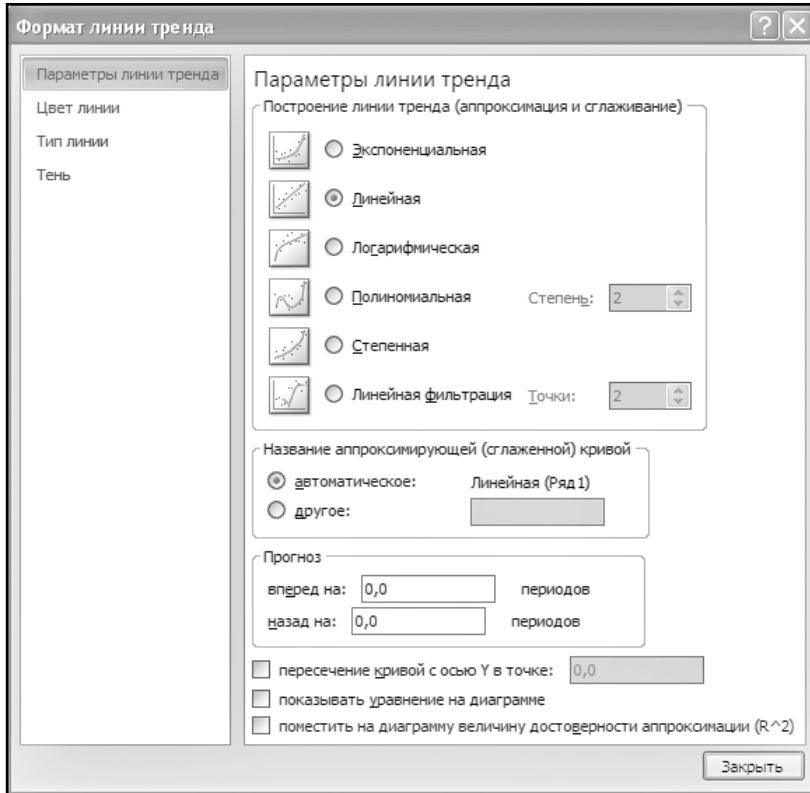 Формат линии тренда
Параметры линии тренда
Цвет линии
Тип линии
Тень
Параметры линии тренда
Построение линии тренда (аппроксимация и сглаживание)
Экспоненциальная
Линейная
Логарифмическая
Полиномиальная Степень: 2
Степенная
Линейная фильтрация Точки: 2
Название аппроксимирующей (сглаженной) кривой
автоматическое: Линейная (Ряд1)
другое:
Прогноз
вперед на: 0,0 периодов
назад на: 0,0 периодов
пересечение кривой с осью Y в точке: 0,0
показывать уравнение на диаграмме
поместить на диаграмму величину достоверности аппроксимации (R^2)
Закрыть